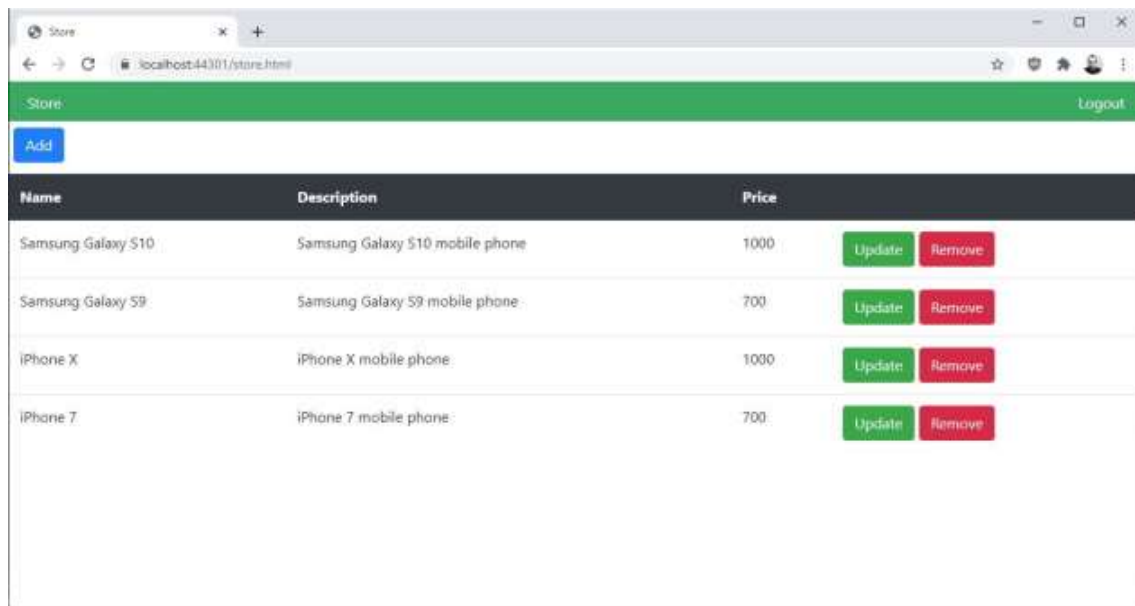 Store
localhost:44301/store.html
Store Logout
Add
Name Description Price
Samsung Galaxy S10 Samsung Galaxy S10 mobile phone 1000 Update Remove
Samsung Galaxy S9 Samsung Galaxy S9 mobile phone 700 Update Remove
iPhone X iPhone X mobile phone 1000 Update Remove
iPhone 7 iPhone 7 mobile phone 700 Update Remove